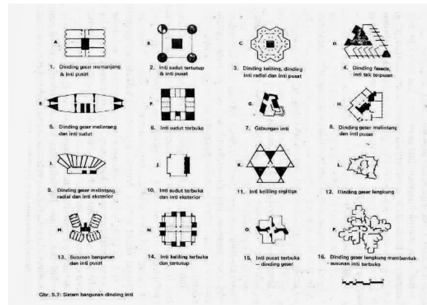 A.
B.
C.
D.
1. Dinding geser memanjang
& inti pusat
2. Inti sudut tertutup
& inti pusat
3. Dinding keliling, dinding
inti radial dan inti pusat
4. Dinding fasade,
inti tak terpusat
E.
F.
G.
H.
5. Dinding geser melintang
dan inti sudut
6. Inti sudut terbuka
7. Gabungan inti
8. Dinding geser melintang
dan inti pusat
I.
J.
K.
L.
9. Dinding geser melintang,
radial dan inti eksterior
10. Inti sudut terbuka
dan inti eksterior
11. Inti keliling
12. Dinding geser lengkung
M.
N.
O.
P.
13. Susunan bangunan
dan inti pusat
14. Inti keliling terbuka
dan tertutup
15. Inti pusat terbuka
– dinding geser
16. Dinding geser lengkung membentuk
susunan inti terbuka
Gbr. 5.7: Sistem bangunan dinding inti